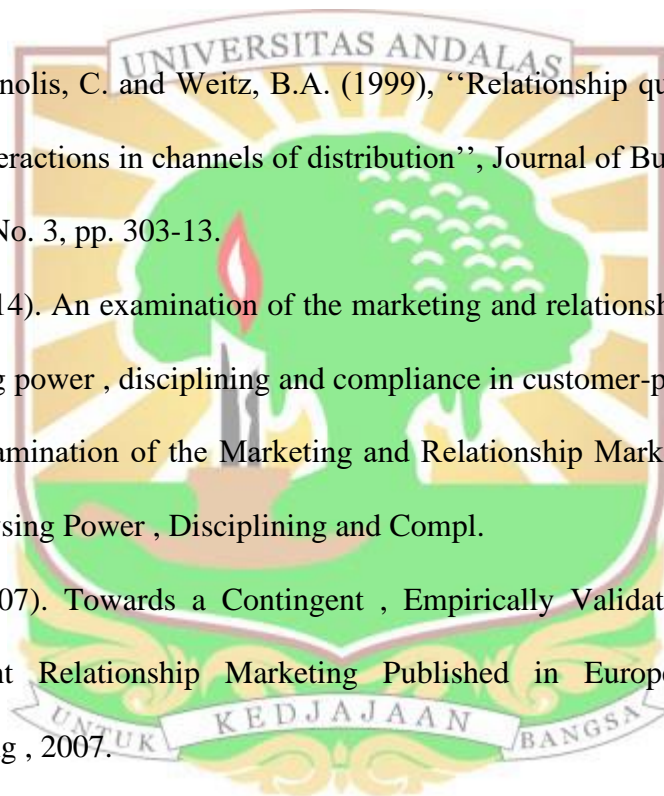 UNIVERSITAS ANDALAS
nolis, C. and Weitz, B.A. (1999), ‘‘Relationship qu
eractions in channels of distribution’’, Journal of Bu
No. 3, pp. 303-13.
14). An examination of the marketing and relationsh
g power , disciplining and compliance in customer-p
amination of the Marketing and Relationship Mark
sing Power , Disciplining and Compl.
07). Towards a Contingent , Empirically Validat
nt Relationship Marketing Published in Europe
g , 2007.
UNTUK KEDJAJAAN BANGSA